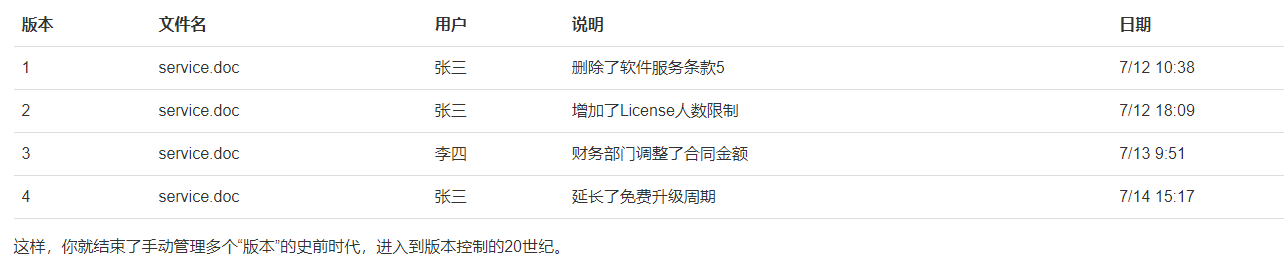 版本 文件名 用户 说明 日期
1 service.doc 张三 删除了软件服务条款5 7/12 10:38
2 service.doc 张三 增加了License人数限制 7/12 18:09
3 service.doc 李四 财务部门调整了合同金额 7/13 9:51
4 service.doc 张三 延长了免费升级周期 7/14 15:17
这样，你就结束了手动管理多个“版本”的史前时代，进入到版本控制的20世纪。